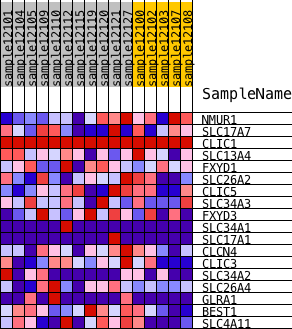 sample12101
sample12104
sample12105
sample12109
sample12110
sample12112
sample12115
sample12119
sample12120
sample12121
sample12122
sample12100
sample12102
sample12103
sample12107
sample12108
SampleName
NMUR1
SLC17A7
CLIC1
SLC13A4
FXYD1
SLC26A2
CLIC5
SLC34A3
FXYD3
SLC34A1
SLC17A1
CLCN4
CLIC3
SLC34A2
SLC26A4
GLRA1
BEST1
SLC4A11